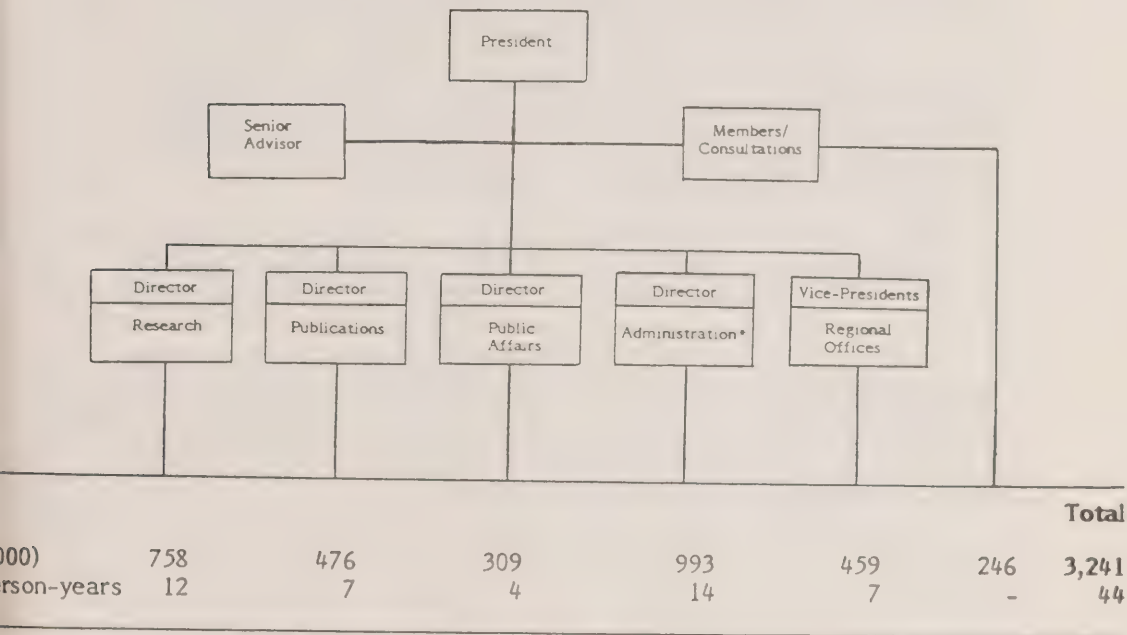 President
Senior
Advisor
Members/
Consultations
Director
Research
Director
Publications
Director
Public
Affairs
Director
Administration*
Vice-Presidents
Regional
Offices
Total
000) 758 476 309 993 459 246 3,241
erson-years 12 7 4 14 7 - 44